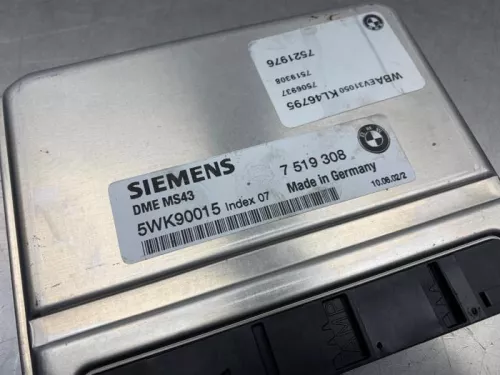 WBAEV31050KL46795
7506937
7519308
7521976
SIEMENS
7 519 308
DME MS43
Made in Germany
5WK90015 Index 07
10.06.02/2
AMP